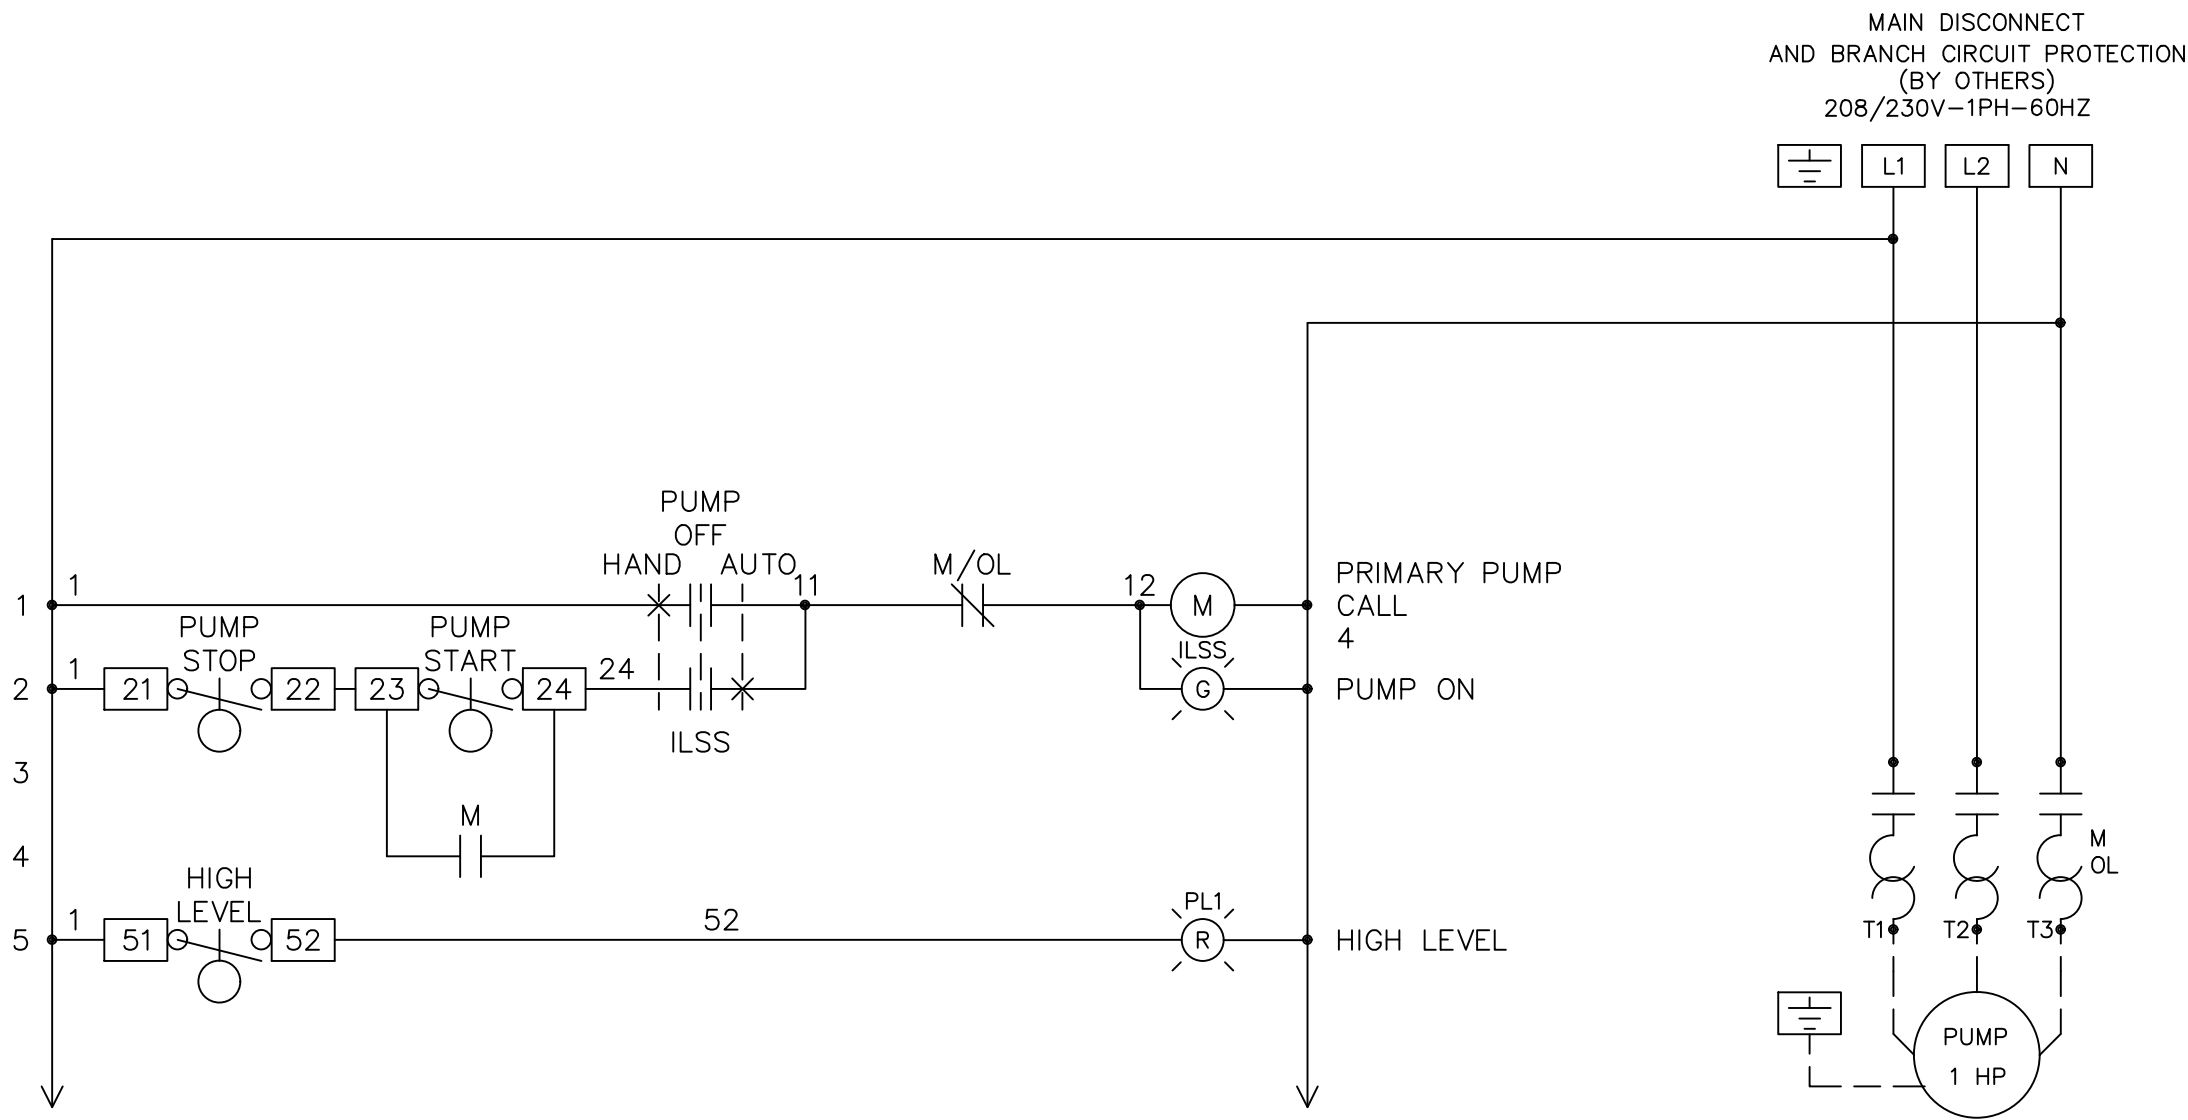 MAIN DISCONNECT
AND BRANCH CIRCUIT PROTECTION
(BY OTHERS)
208/230V-1PH-60HZ
L1 L2 N
PUMP
OFF
HAND AUTO
1 1 11 M/OL 12 M PRIMARY PUMP
CALL
4
PUMP
STOP
PUMP
START
ILSS
2 1 21 22 23 24 24 G PUMP ON
ILSS
3
M
4
M
OL
HIGH
LEVEL
PL1
5 1 51 52 52 R HIGH LEVEL
T1 T2 T3
PUMP
1 HP